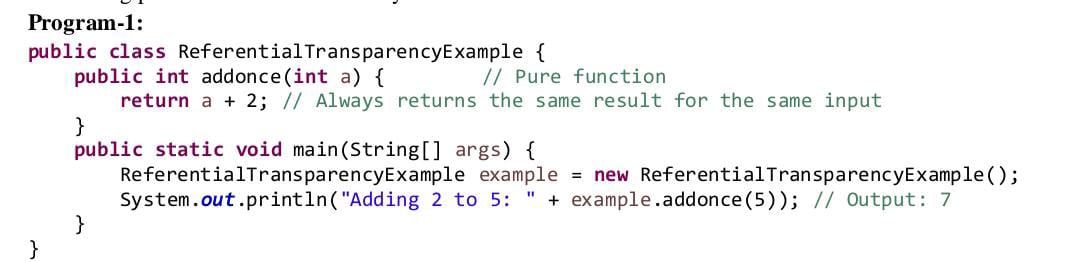 Program-1:
public class ReferentialTransparencyExample {
    public int addonce(int a) {        // Pure function
        return a + 2; // Always returns the same result for the same input
    }
    public static void main(String[] args) {
        ReferentialTransparencyExample example = new ReferentialTransparencyExample();
        System.out.println("Adding 2 to 5: " + example.addonce(5)); // Output: 7
    }
}